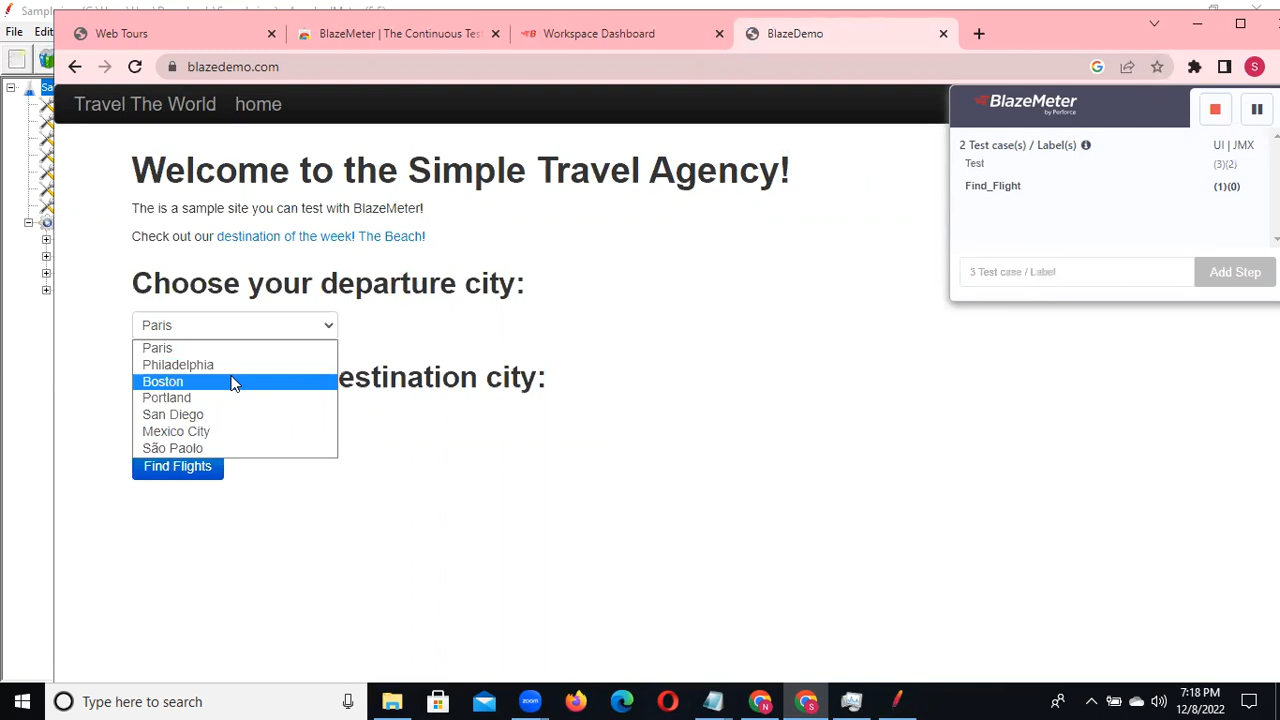 File Edit
Web Tours
BlazeMeter | The Continuous Tes
Workspace Dashboard
BlazeDemo
blazedemo.com
S
Travel The World home
BlazeMeter
by Perforce
2 Test case(s) / Label(s) UI | JMX
Test (3)(2)
Find_Flight (1)(0)
3 Test case / Label
Add Step
Welcome to the Simple Travel Agency!
The is a sample site you can test with BlazeMeter!
Check out our destination of the week! The Beach!
Choose your departure city:
Paris
Paris
Philadelphia
Boston
Portland
San Diego
Mexico City
São Paolo
estination city:
Find Flights
Type here to search
zoom
7:18 PM
12/8/2022